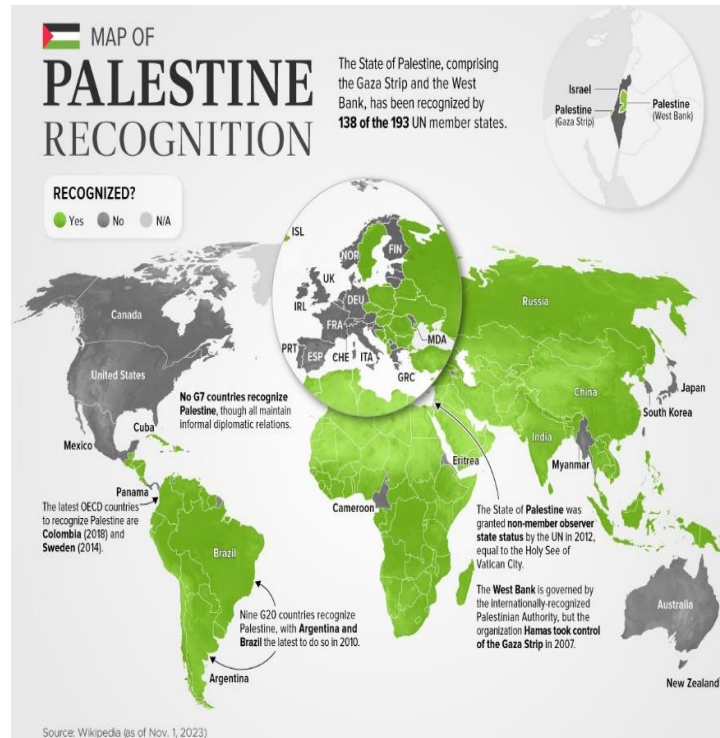 MAP OF
PALESTINE
RECOGNITION
The State of Palestine, comprising
the Gaza Strip and the West
Bank, has been recognized by
138 of the 193 UN member states.
Israel
Palestine
(Gaza Strip)
Palestine
(West Bank)
RECOGNIZED?
Yes
No
N/A
ISL
NOR
FIN
UK
IRL
DEU
FRA
PRT
ESP
CHE
ITA
MDA
GRC
Canada
United States
Russia
No G7 countries recognize
Palestine, though all maintain
informal diplomatic relations.
China
Japan
South Korea
India
Myanmar
Cuba
Mexico
Eritrea
Panama
Cameroon
The latest OECD countries
to recognize Palestine are
Colombia (2018) and
Sweden (2014).
Brazil
The State of Palestine was
granted non-member observer
state status by the UN in 2012,
equal to the Holy See of
Vatican City.
The West Bank is governed by
the internationally-recognized
Palestinian Authority, but the
organization Hamas took control
of the Gaza Strip in 2007.
Nine G20 countries recognize
Palestine, with Argentina and
Brazil the latest to do so in 2010.
Argentina
Australia
New Zealand
Source: Wikipedia (as of Nov. 1, 2023)